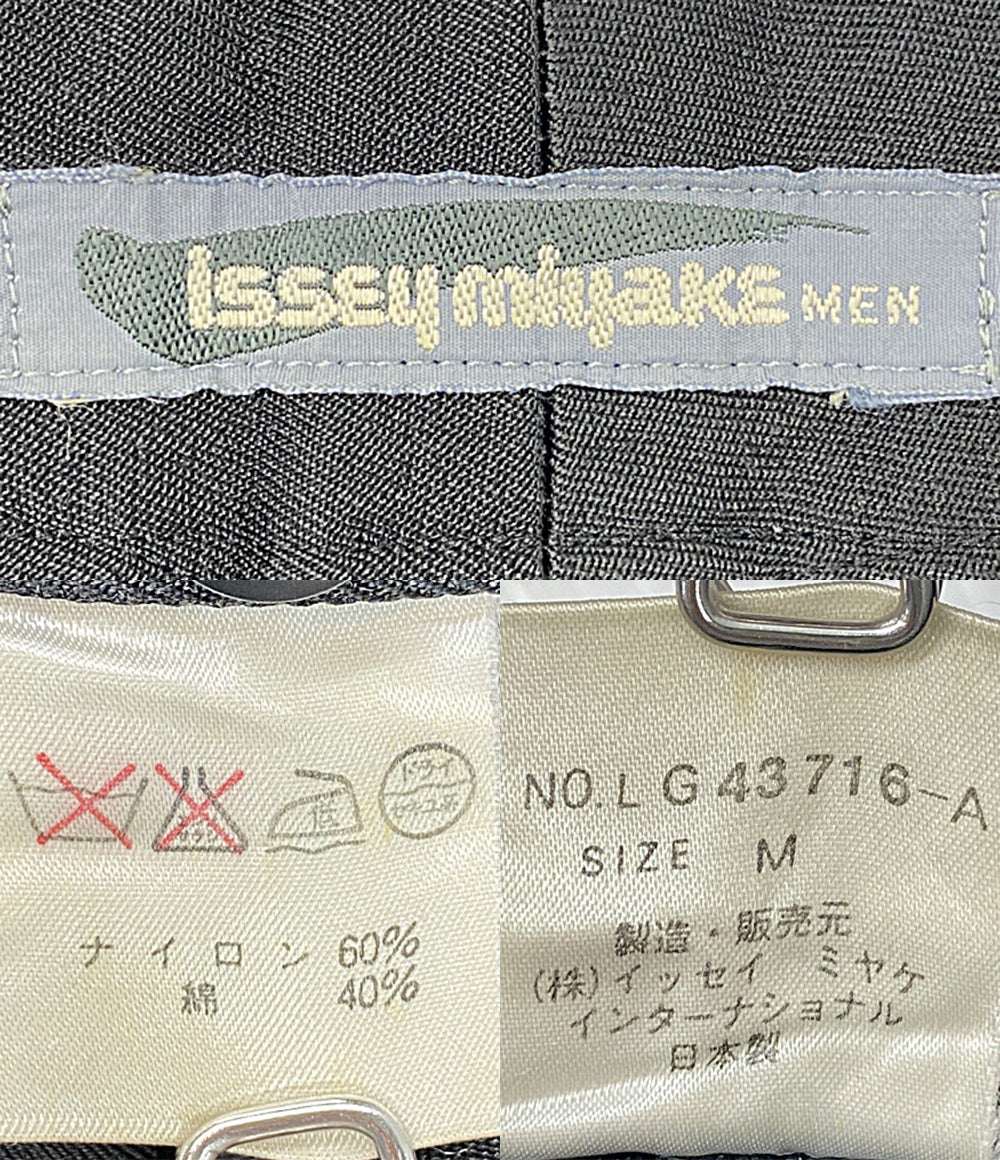 ISSEY MIYAKE MEN
低
ドライ
ナイロン 60%
綿 40%
NO.LG43716-A
SIZE M
製造・販売元
(株)イッセイ ミヤケ
インターナショナル
日本製